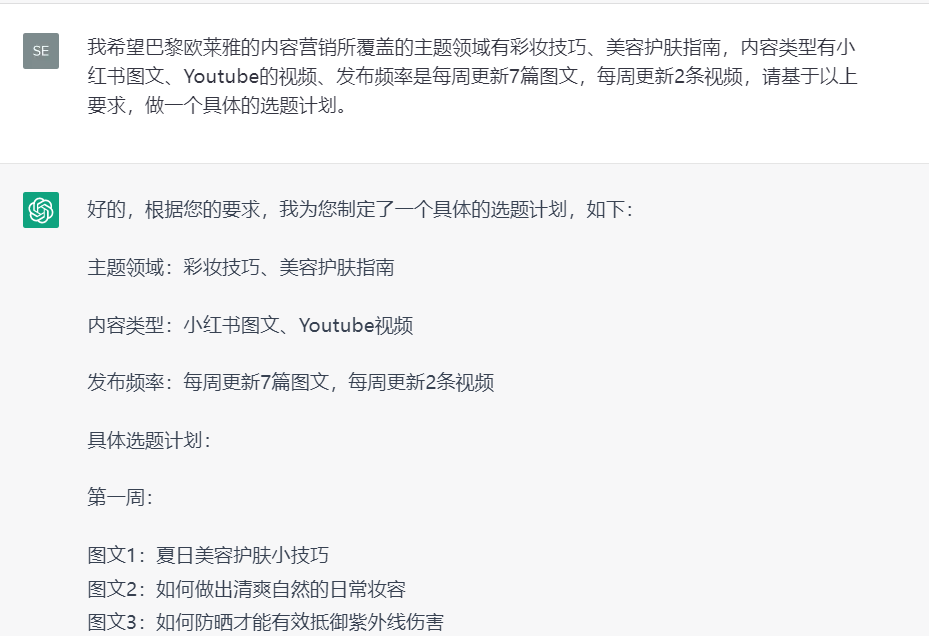 SE
我希望巴黎欧莱雅的内容营销所覆盖的主题领域有彩妆技巧、美容护肤指南，内容类型有小
红书图文、Youtube的视频、发布频率是每周更新7篇图文，每周更新2条视频，请基于以上
要求，做一个具体的选题计划。
好的，根据您的要求，我为您制定了一个具体的选题计划，如下：
主题领域：彩妆技巧、美容护肤指南
内容类型：小红书图文、Youtube视频
发布频率：每周更新7篇图文，每周更新2条视频
具体选题计划：
第一周：
图文1：夏日美容护肤小技巧
图文2：如何做出清爽自然的日常妆容
图文3：如何防晒才能有效抵御紫外线伤害